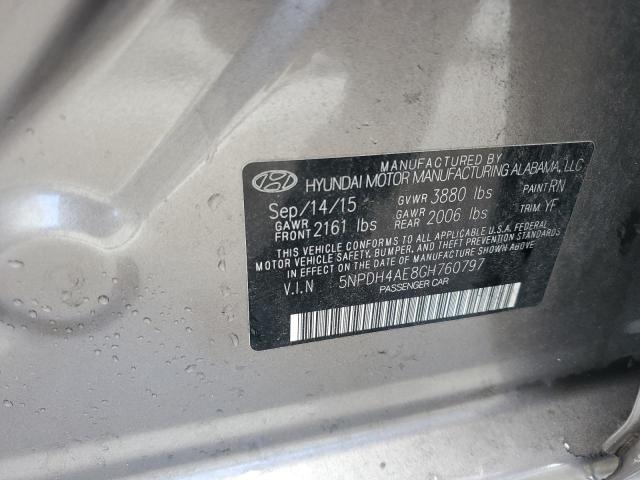 MANUFACTURED BY
HYUNDAI MOTOR MANUFACTURING ALABAMA, LLC
Sep/14/15 GVWR 3880 lbs PAINT RN
GAWR FRONT 2161 lbs GAWR REAR 2006 lbs TRIM YF
THIS VEHICLE CONFORMS TO ALL APPLICABLE U.S.A. FEDERAL
MOTOR VEHICLE SAFETY, BUMPER, AND THEFT PREVENTION STANDARDS
IN EFFECT ON THE DATE OF MANUFACTURE SHOWN ABOVE.
V.I.N 5NPDH4AE8GH760797
PASSENGER CAR